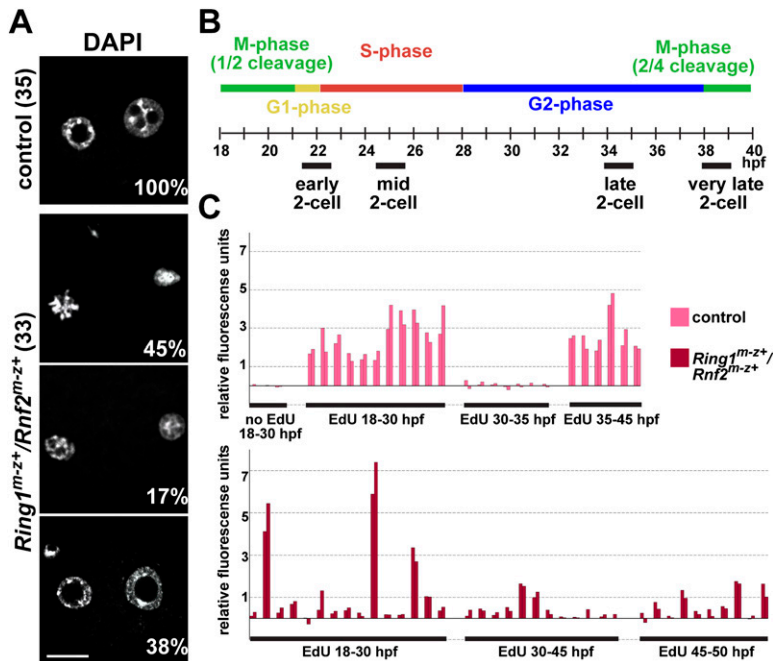 A
DAPI
control (35)
100%
Ring1m-z+/Rnf2m-z+ (33)
45%
17%
38%
B
M-phase
(1/2 cleavage)
S-phase
M-phase
(2/4 cleavage)
G1-phase
G2-phase
18 20 22 24 26 28 30 32 34 36 38 40
hpf
early
2-cell
mid
2-cell
late
2-cell
very late
2-cell
C
relative fluorescense units
7
5
3
1
no EdU
18-30 hpf
EdU 18-30 hpf
EdU 30-35 hpf
EdU 35-45 hpf
control
Ring1m-z+/
Rnf2m-z+
relative fluorescense units
7
5
3
1
EdU 18-30 hpf
EdU 30-45 hpf
EdU 45-50 hpf